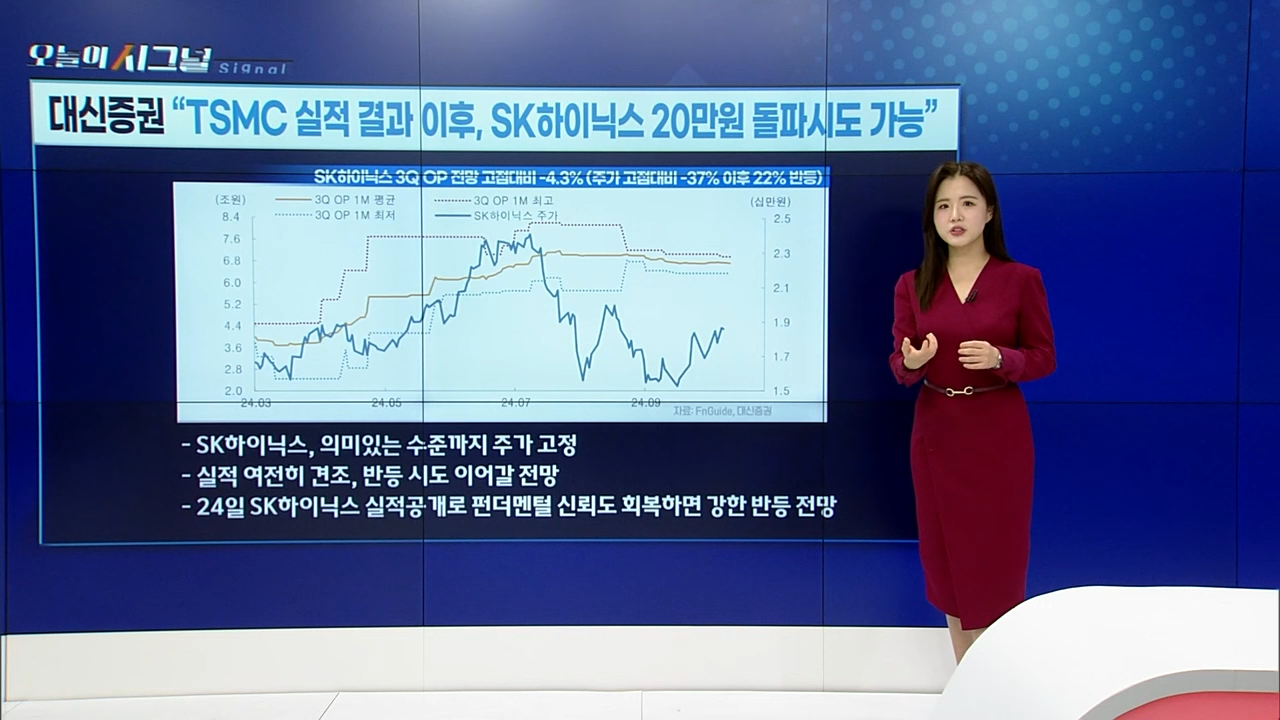 오늘의 시그널 Signal
대신증권 “TSMC 실적 결과 이후, SK하이닉스 20만원 돌파시도 가능”
SK하이닉스 3Q OP 전망 고점대비 -4.3% (주가 고점대비 -37% 이후 22% 반등)
(조원) 3Q OP 1M 평균 3Q OP 1M 최고 (십만원)
3Q OP 1M 최저 SK하이닉스 주가
8.4 2.5
7.6 2.3
6.8
6.0 2.1
5.2
4.4 1.9
3.6 1.7
2.8
2.0 1.5
24.03 24.05 24.07 24.09
자료: FnGuide, 대신증권
- SK하이닉스, 의미있는 수준까지 주가 고정
- 실적 여전히 견조, 반등 시도 이어갈 전망
- 24일 SK하이닉스 실적공개로 펀더멘털 신뢰도 회복하면 강한 반등 전망